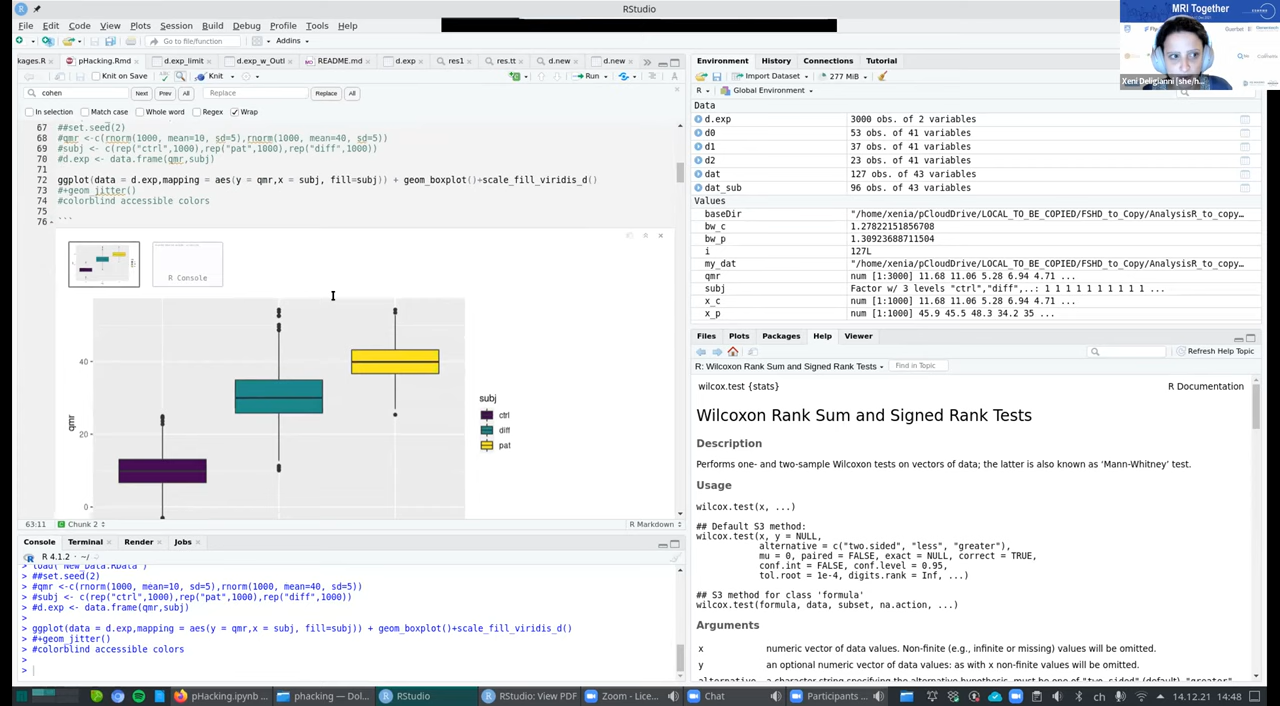 RStudio
MRI Together
File Edit Code View Plots Session Build Debug Profile Tools Help
Go to file/function
Addins
Xeni Deligianni [she/h...
ckages.R
pHacking.Rmd
d.exp_limit
d.exp_w_Outl
README.md
d.exp
res1
res.tt
d.new
d.new
Knit on Save
Knit
Run
cohen
Next
Prev
All
Replace
Replace
All
In selection
Match case
Whole word
Regex
Wrap
67 ##set.seed(2)
68 #qmr <-c(rnorm(1000, mean=10, sd=5),rnorm(1000, mean=40, sd=5))
69 #subj <- c(rep("ctrl",1000),rep("pat",1000),rep("diff",1000))
70 #d.exp <- data.frame(qmr,subj)
71
72 ggplot(data = d.exp,mapping = aes(y = qmr,x = subj, fill=subj)) + geom_boxplot()+scale_fill_viridis_d()
73 #+geom_jitter()
74 #colorblind accessible colors
75
76 ```
R Console
40
20
0
qmr
subj
ctrl
diff
pat
63:11
Chunk 2
R Markdown
Console Terminal Render Jobs
R 4.1.2 · ~/
> load("New_Data.RData")
> ##set.seed(2)
> #qmr <-c(rnorm(1000, mean=10, sd=5),rnorm(1000, mean=40, sd=5))
> #subj <- c(rep("ctrl",1000),rep("pat",1000),rep("diff",1000))
> #d.exp <- data.frame(qmr,subj)
>
> ggplot(data = d.exp,mapping = aes(y = qmr,x = subj, fill=subj)) + geom_boxplot()+scale_fill_viridis_d()
> #+geom_jitter()
> #colorblind accessible colors
>
>
Environment History Connections Tutorial
Import Dataset
277 MiB
R
Global Environment
Data
d.exp 3000 obs. of 2 variables
d0 53 obs. of 41 variables
d1 37 obs. of 41 variables
d2 23 obs. of 41 variables
dat 127 obs. of 43 variables
dat_sub 96 obs. of 43 variables
Values
baseDir "/home/xenia/pCloudDrive/LOCAL_TO_BE_COPIED/FSHD_to_Copy/AnalysisR_to_copy…
bw_c 1.27822151856708
bw_p 1.30923688711504
i 127L
my_dat "/home/xenia/pCloudDrive/LOCAL_TO_BE_COPIED/FSHD_to_Copy/AnalysisR_to_copy…
qmr num [1:3000] 11.68 11.06 5.28 6.94 4.71 ...
subj Factor w/ 3 levels "ctrl","diff",..: 1 1 1 1 1 1 1 1 1 1 ...
x_c num [1:1000] 11.68 11.06 5.28 6.94 4.71 ...
x_p num [1:1000] 45.9 45.5 48.3 34.2 35 ...
Files Plots Packages Help Viewer
Refresh Help Topic
R: Wilcoxon Rank Sum and Signed Rank Tests
Find in Topic
wilcox.test {stats}
R Documentation
Wilcoxon Rank Sum and Signed Rank Tests
Description
Performs one- and two-sample Wilcoxon tests on vectors of data; the latter is also known as ‘Mann-Whitney’ test.
Usage
wilcox.test(x, ...)
## Default S3 method:
wilcox.test(x, y = NULL,
alternative = c("two.sided", "less", "greater"),
mu = 0, paired = FALSE, exact = NULL, correct = TRUE,
conf.int = FALSE, conf.level = 0.95,
tol.root = 1e-4, digits.rank = Inf, ...)
## S3 method for class 'formula'
wilcox.test(formula, data, subset, na.action, ...)
Arguments
x numeric vector of data values. Non-finite (e.g., infinite or missing) values will be omitted.
y an optional numeric vector of data values: as with x non-finite values will be omitted.
pHacking.ipynb
phacking — Dol...
RStudio
RStudio: View PDF
Zoom - Lice...
Chat
Participants ...
ch
14.12.21
14:48